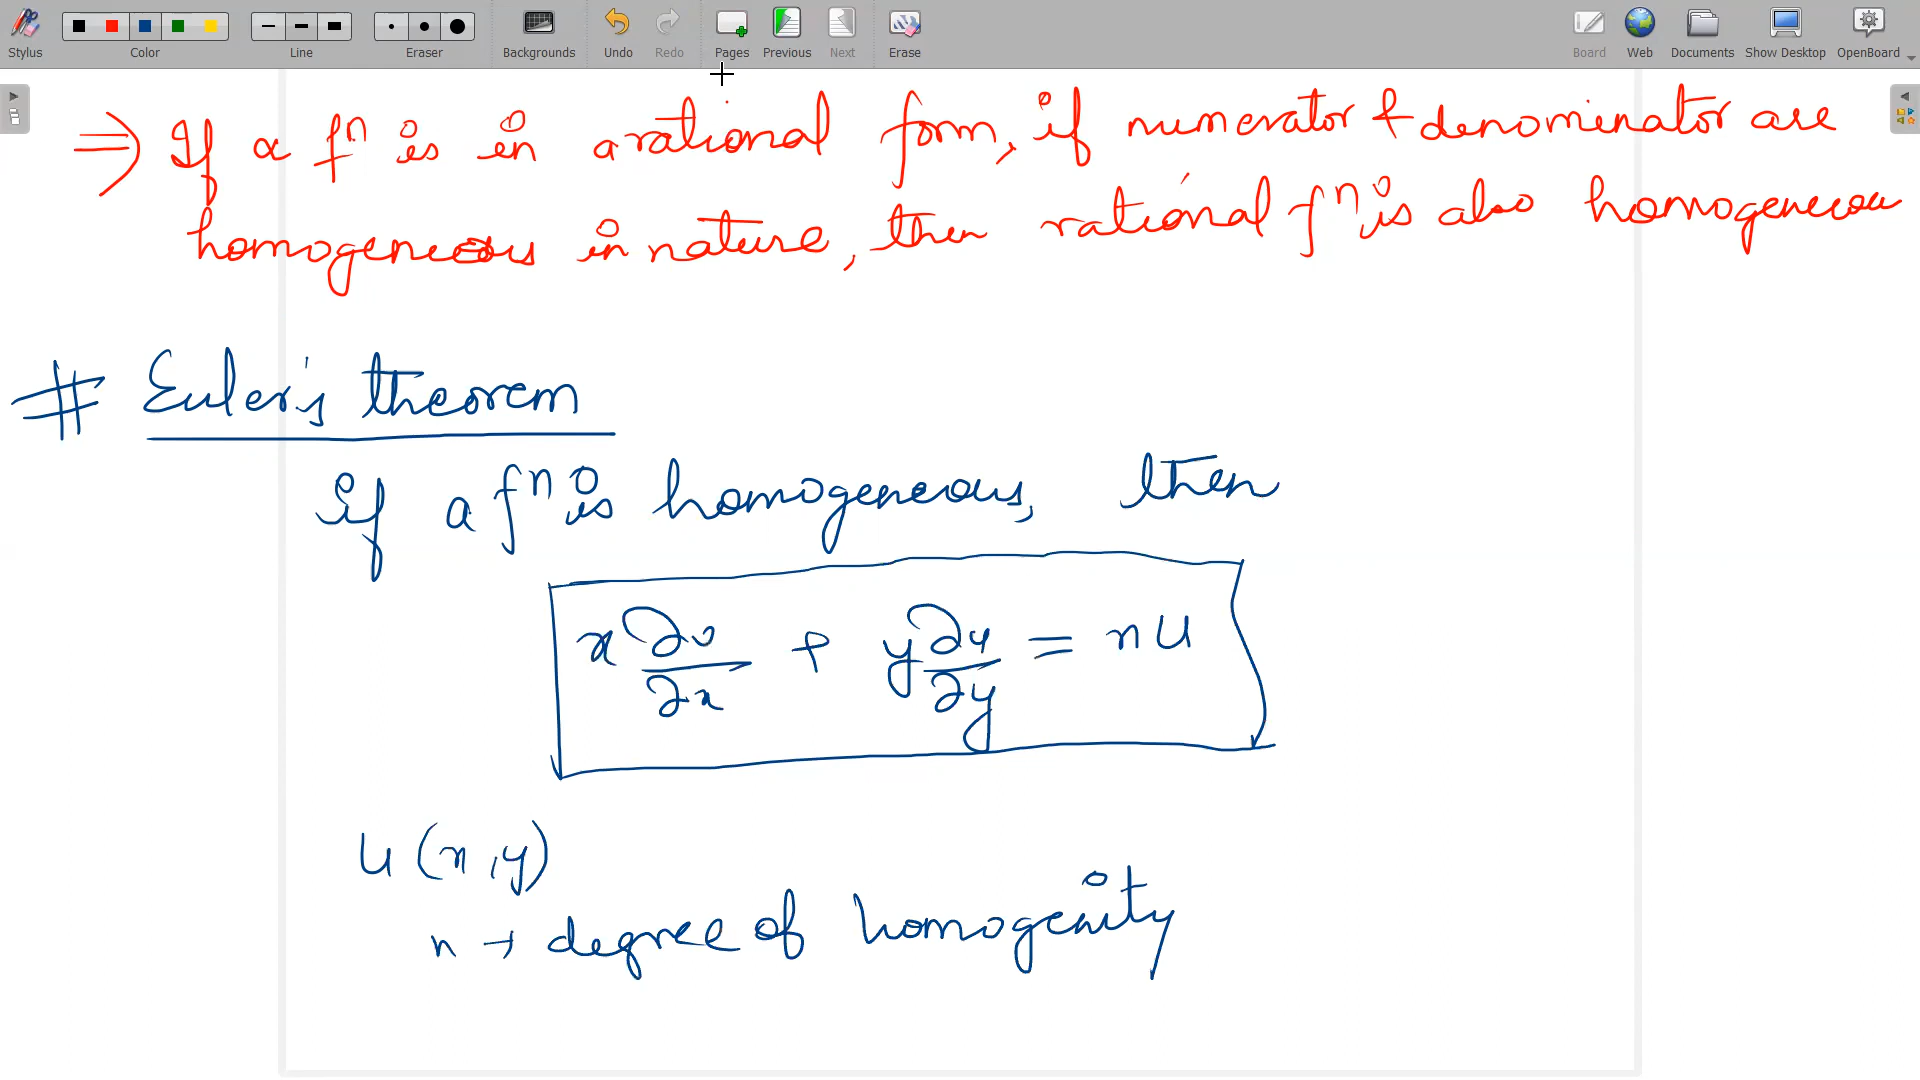 Stylus Color Line Eraser Backgrounds Undo Redo Pages Previous Next Erase Board Web Documents Show Desktop OpenBoard
⇒ If a fⁿ is in a rational form, if numerator & denominator are
homogeneous in nature, then rational fⁿ is also homogeneous
# Euler's theorem
if a fⁿ is homogeneous, then
x ∂u/∂x + y ∂u/∂y = nu
u(x,y)
n → degree of homogenity